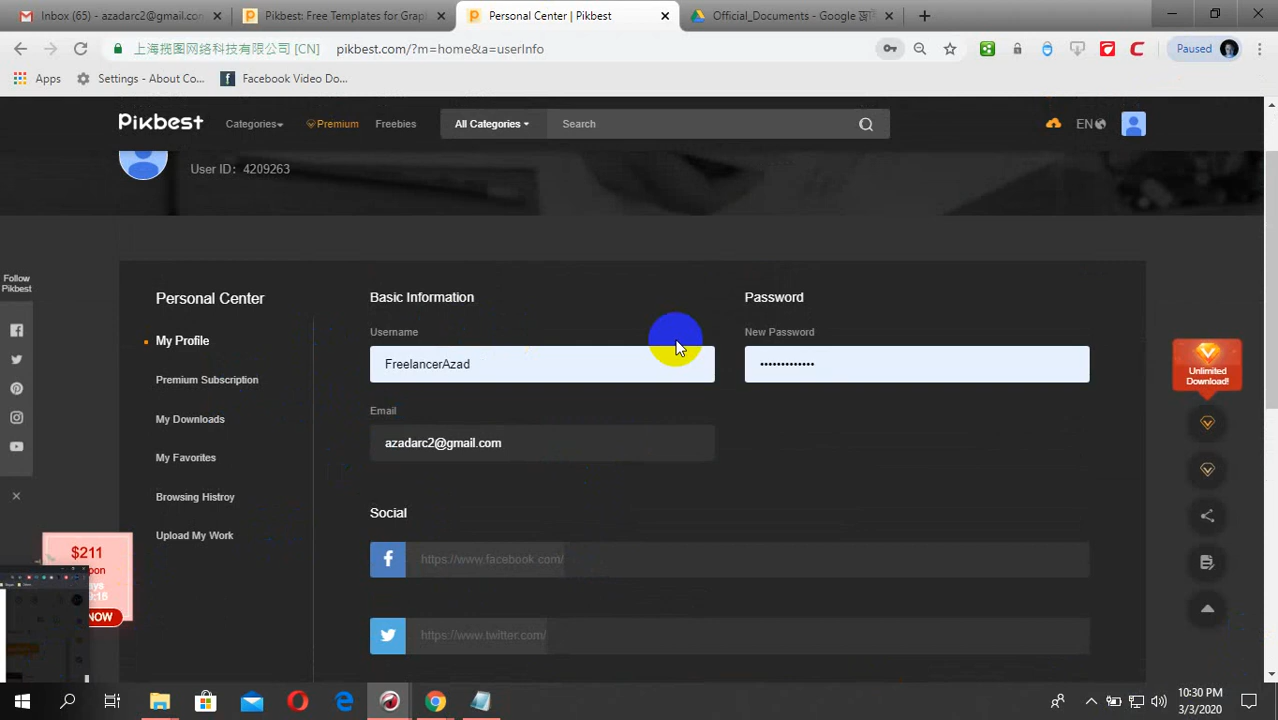 Inbox (65) - azadarc2@gmail.con
Pikbest: Free Templates for Grap
Personal Center | Pikbest
Official_Documents - Google ड्रा
上海揽图网络科技有限公司 [CN]
pikbest.com/?m=home&a=userInfo
Paused
Apps
Settings - About Co...
Facebook Video Do...
Pikbest
Categories
Premium
Freebies
All Categories
Search
EN
User ID: 4209263
Follow
Pikbest
Personal Center
My Profile
Premium Subscription
My Downloads
My Favorites
Browsing Histroy
Upload My Work
Basic Information
Username
FreelancerAzad
Email
azadarc2@gmail.com
Password
New Password
•••••••••••••
Social
https://www.facebook.com/
https://www.twitter.com/
Unlimited
Download!
$211
NOW
10:30 PM
3/3/2020